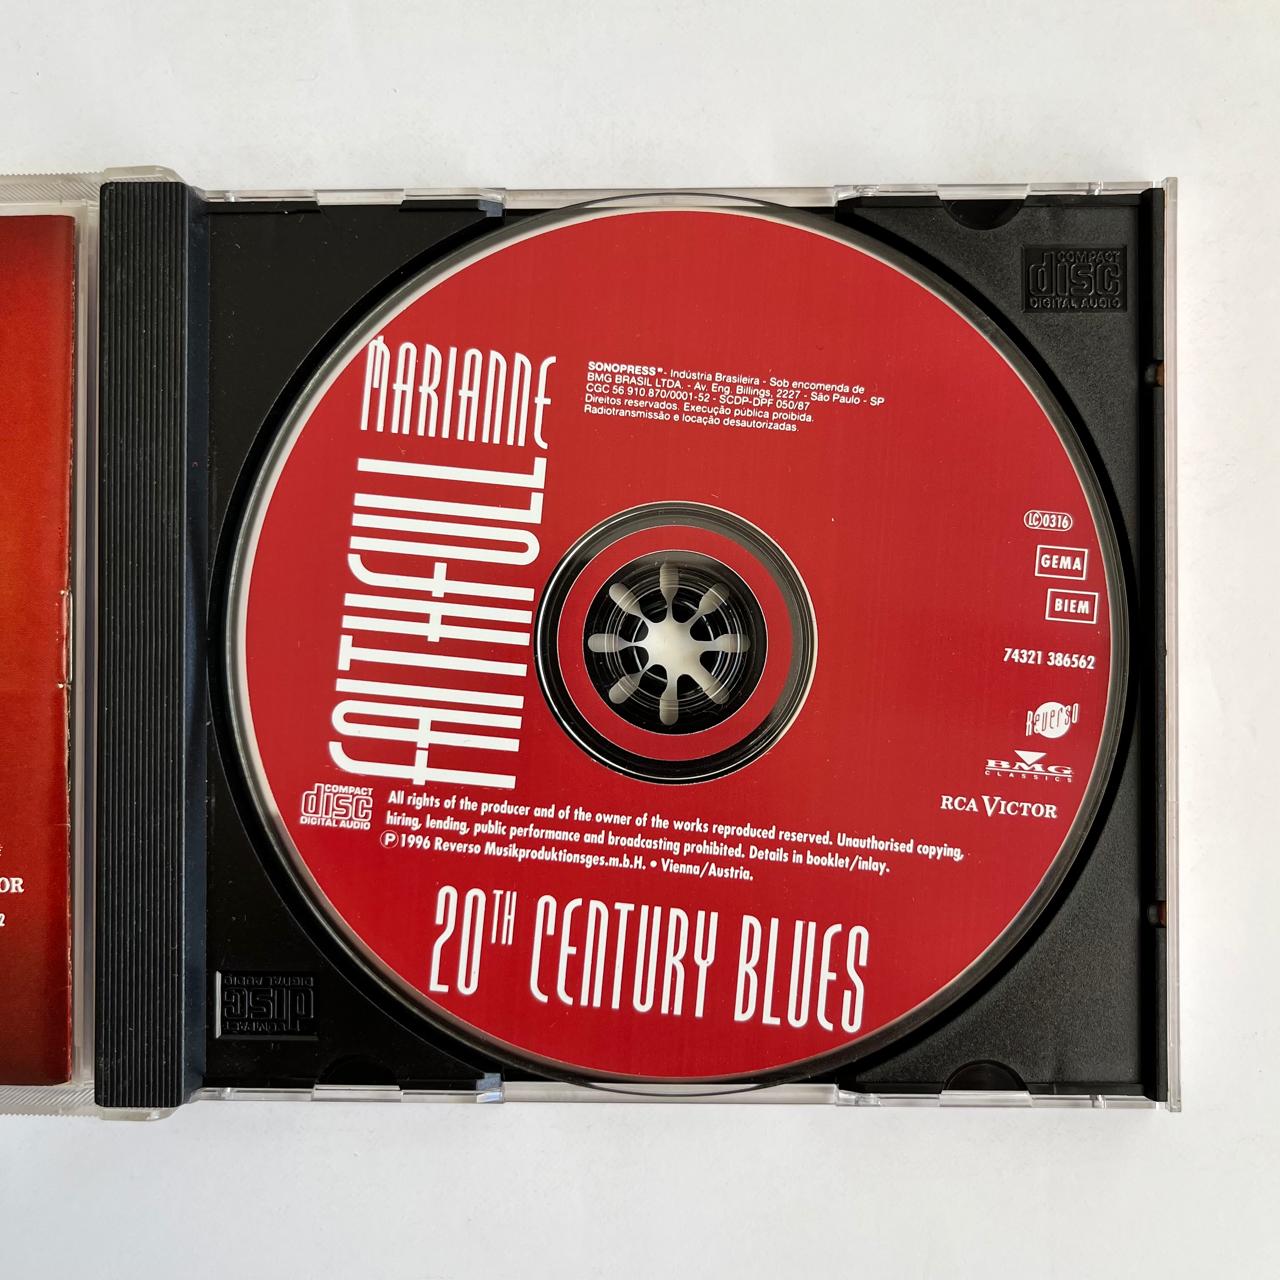 COMPACT
disc
DIGITAL AUDIO
MARIANNE
FAITHFULL
SONOPRESS® - Indústria Brasileira - Sob encomenda de
BMG BRASIL LTDA. - Av. Eng. Billings, 2227 - São Paulo - SP
CGC 56.910.870/0001-52 - SCDP-DPF 050/87
Direitos reservados. Execução pública proibida.
Radiotransmissão e locação desautorizadas.
LC 0316
GEMA
BIEM
74321 386562
Reverso
BMG
CLASSICS
RCA VICTOR
COMPACT
disc
DIGITAL AUDIO
All rights of the producer and of the owner of the works reproduced reserved. Unauthorised copying,
hiring, lending, public performance and broadcasting prohibited. Details in booklet/inlay.
℗ 1996 Reverso Musikproduktionsges.m.b.H. • Vienna/Austria.
20TH CENTURY BLUES
COMPACT
disc
DIGITAL AUDIO